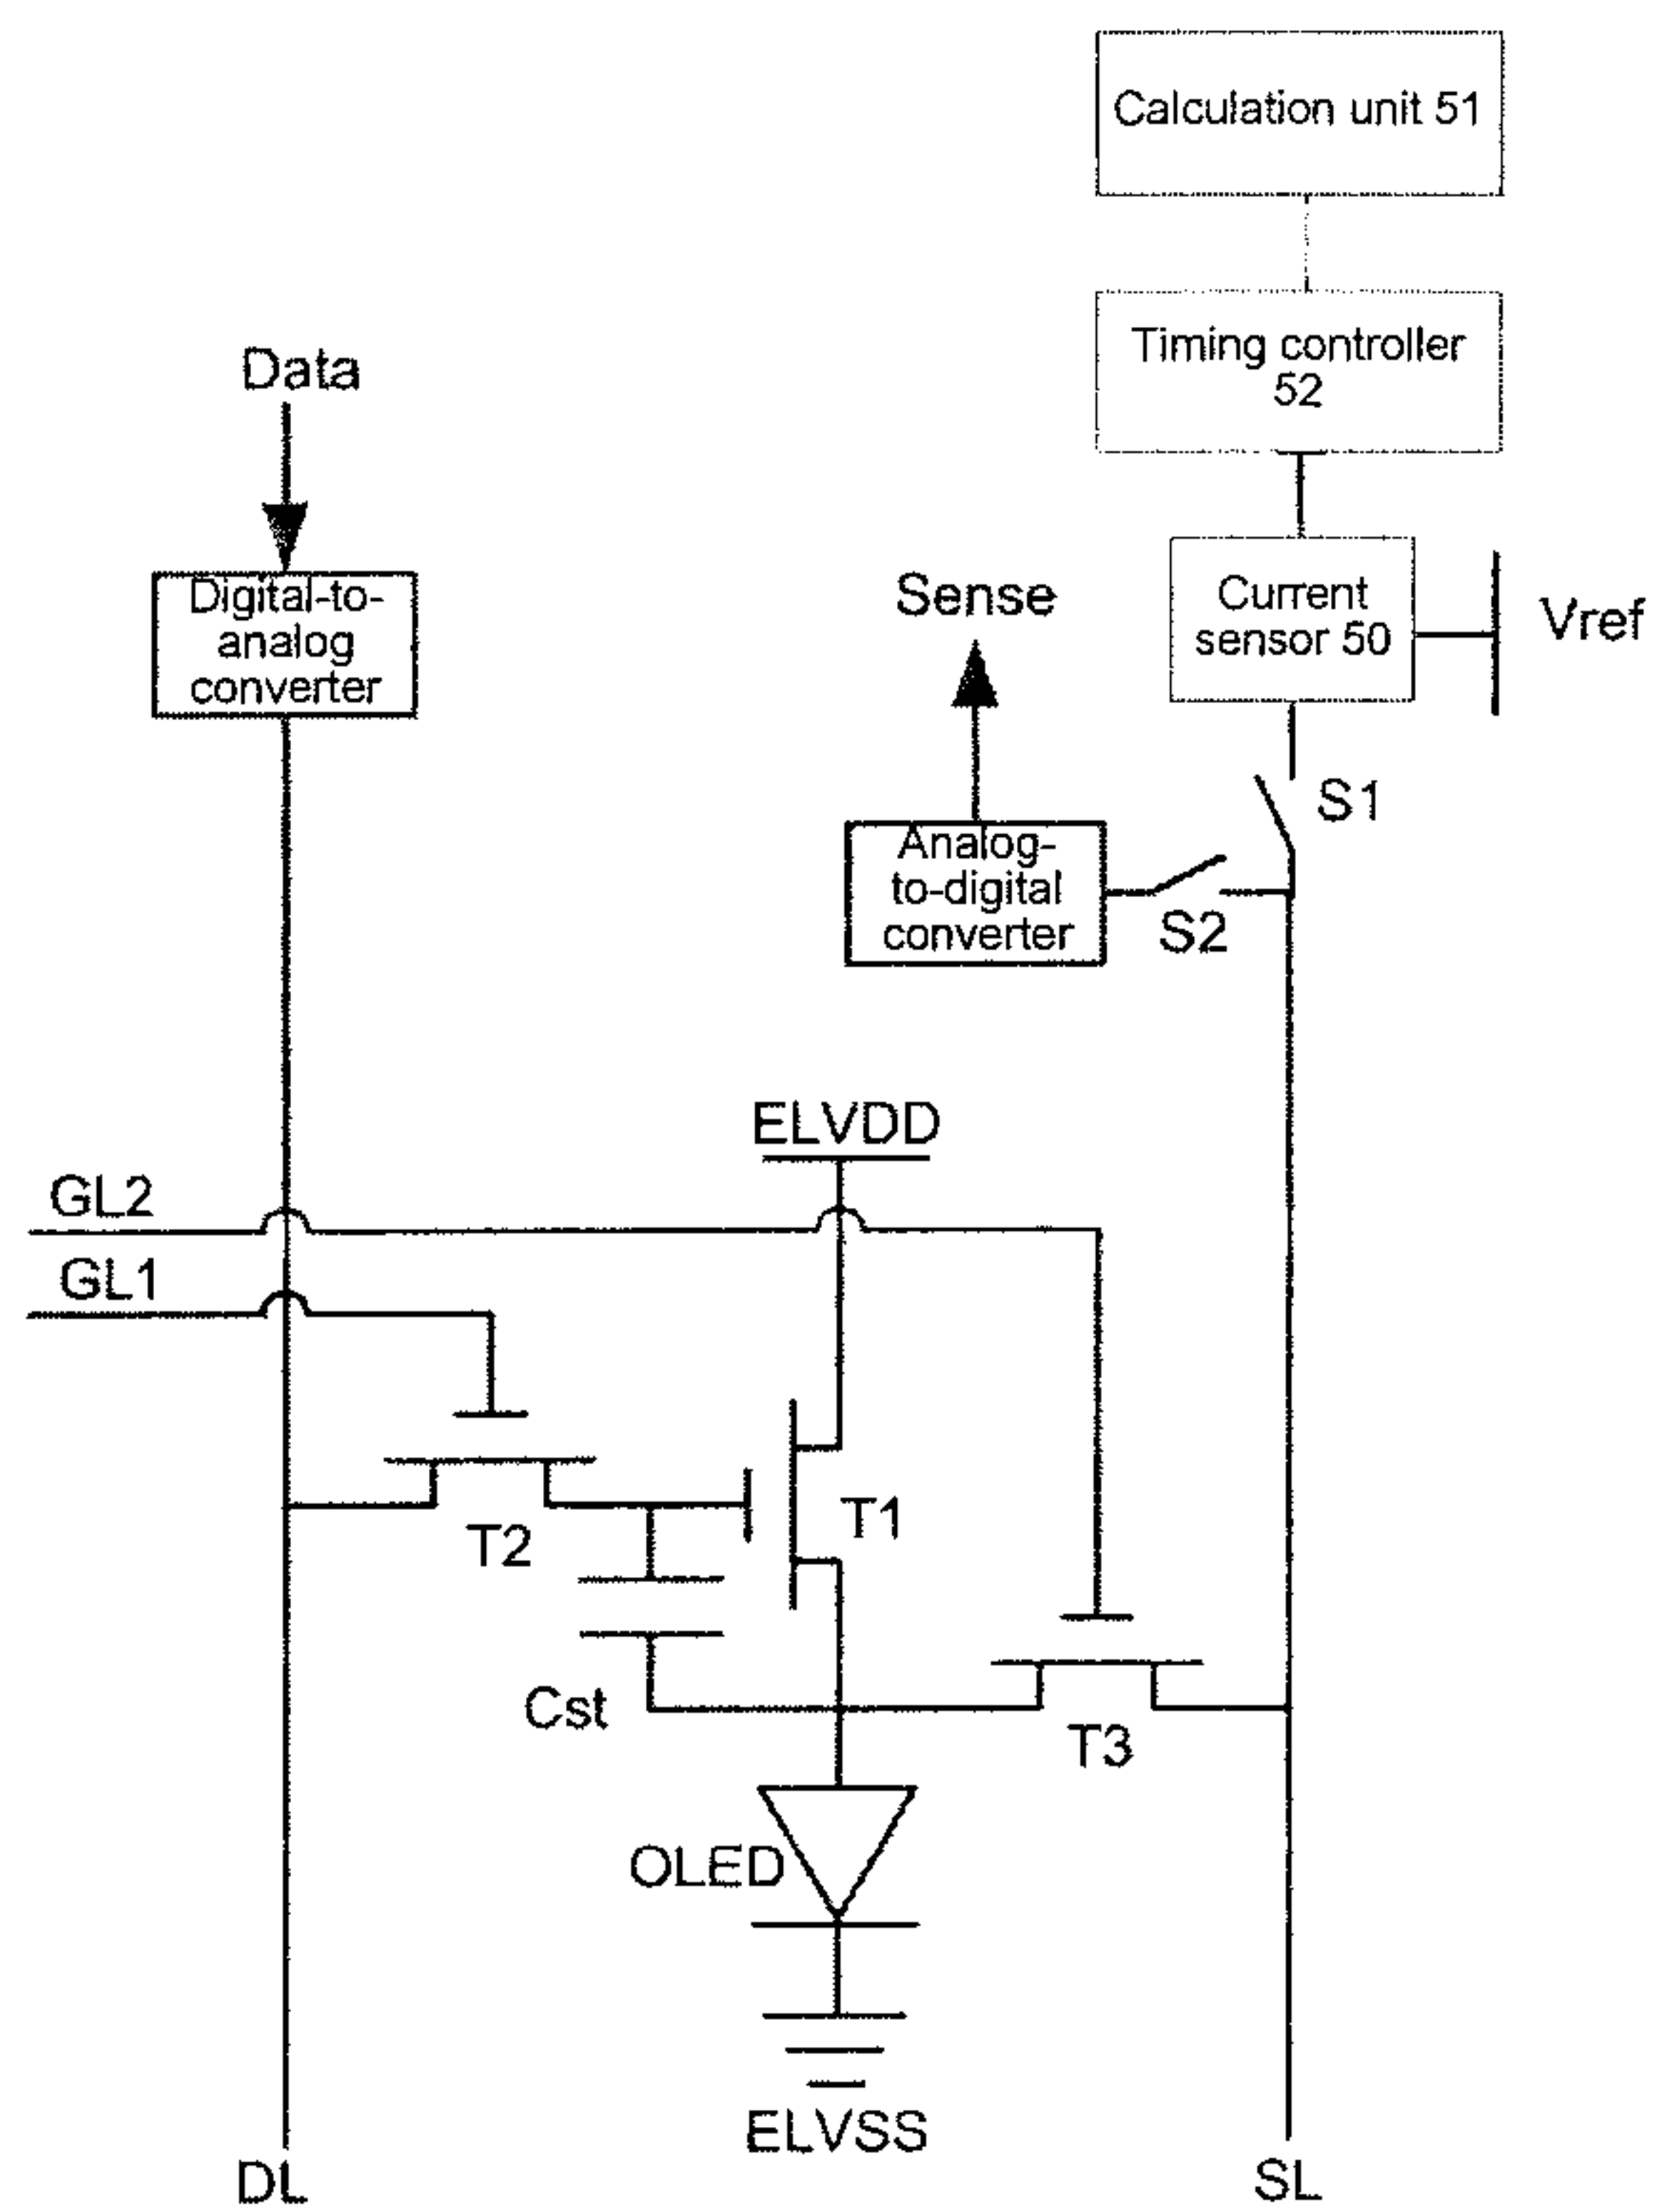 Calculation unit 51
Timing controller
52
Data
Digital-to-
analog
converter
Sense
Current
sensor 50
Vref
S1
Analog-
to-digital
converter
S2
ELVDD
GL2
GL1
T1
T2
Cst
T3
OLED
ELVSS
DL
SL